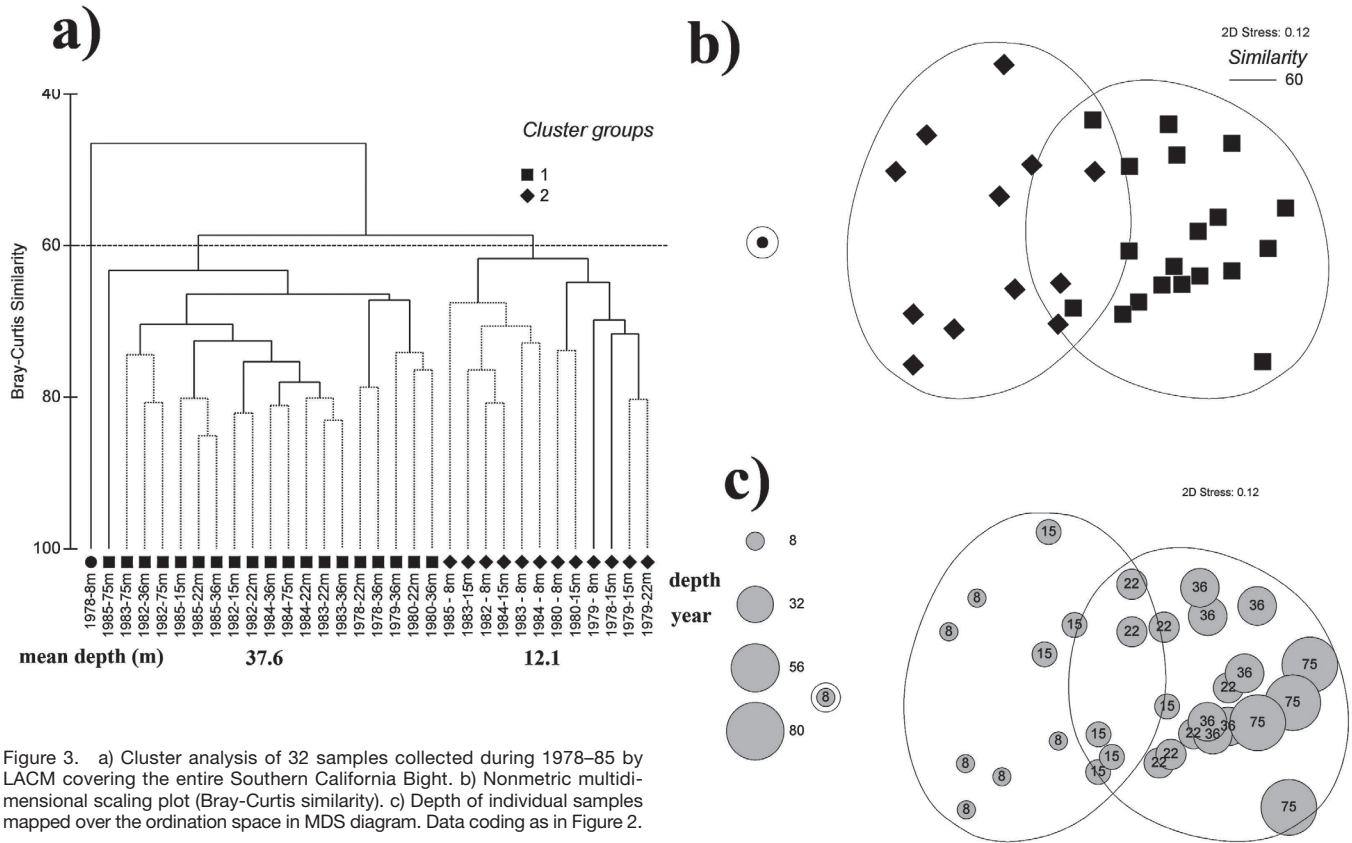 a)
40
60
80
100
Bray-Curtis Similarity
Cluster groups
1
2
1978-8m
1985-75m
1983-75m
1982-36m
1982-75m
1985-15m
1985-22m
1985-36m
1982-15m
1982-22m
1984-36m
1984-75m
1984-22m
1983-22m
1983-36m
1978-22m
1978-36m
1979-36m
1980-22m
1980-36m
1985 - 8m
1983-15m
1982 - 8m
1984-15m
1983 - 8m
1984 - 8m
1980 - 8m
1980-15m
1979 - 8m
1978-15m
1979-15m
1979-22m
depth
year
mean depth (m) 37.6 12.1
b)
2D Stress: 0.12
Similarity
60
c)
2D Stress: 0.12
8
32
56
80
8
15
8
8
15
15
8
8
8
8
15
15
15
15
22
22
22
36
36
36
36
22
36
22
36
36
22
22
75
75
75
75
Figure 3. a) Cluster analysis of 32 samples collected during 1978–85 by
LACM covering the entire Southern California Bight. b) Nonmetric multidi-
mensional scaling plot (Bray-Curtis similarity). c) Depth of individual samples
mapped over the ordination space in MDS diagram. Data coding as in Figure 2.